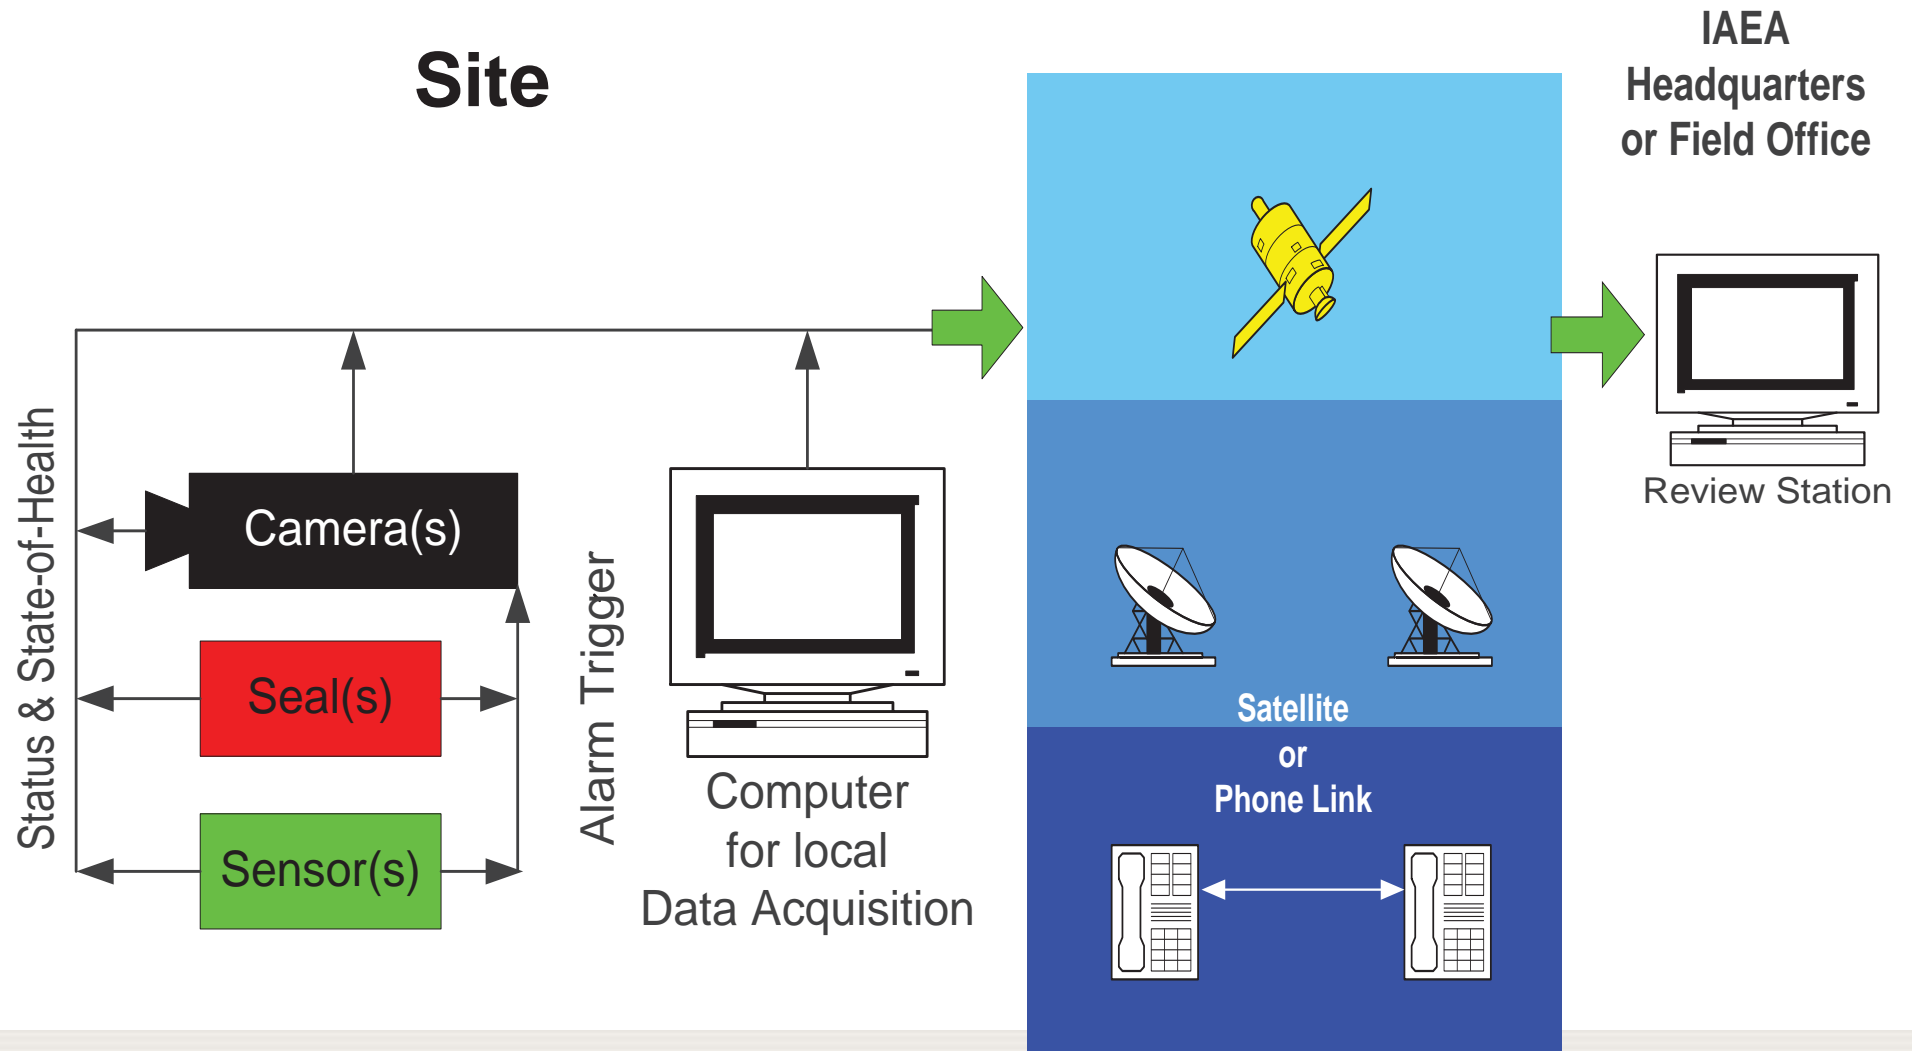 Site
IAEA
Headquarters
or Field Office
Status & State-of-Health
Camera(s)
Seal(s)
Sensor(s)
Alarm Trigger
Computer
for local
Data Acquisition
Satellite
or
Phone Link
Review Station